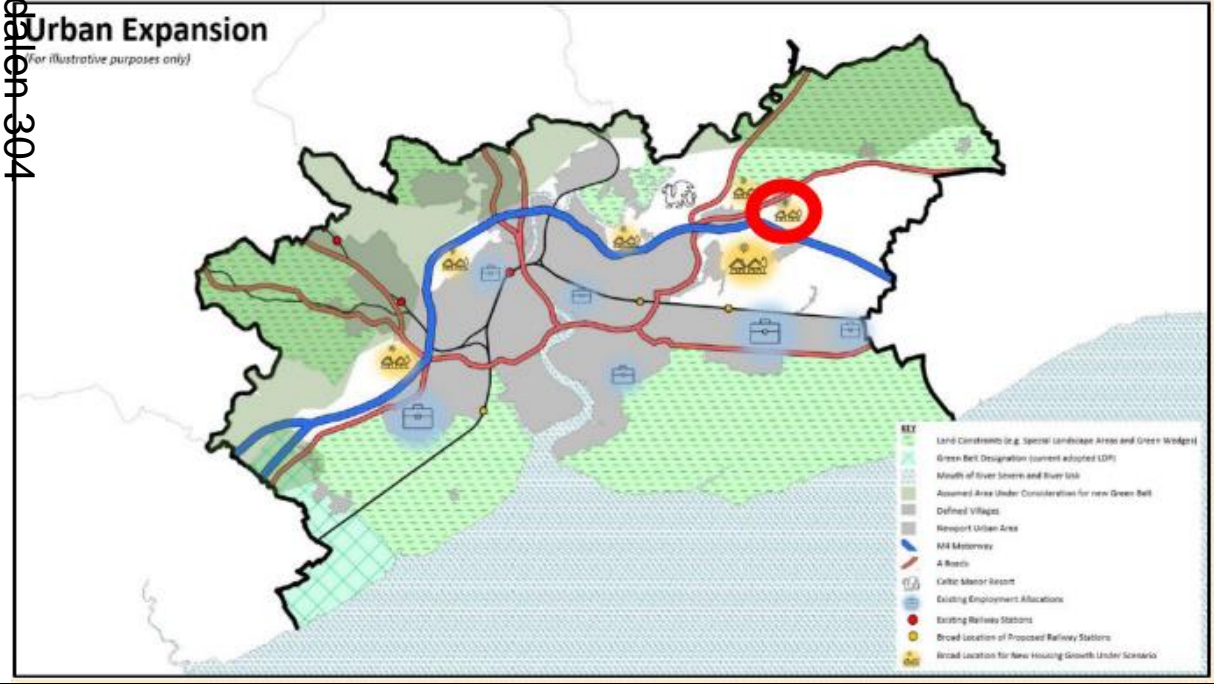 Urban Expansion
(For illustrative purposes only)
dalen 304
KEY
Land Constraints (e.g. Special Landscape Areas and Green Wedges)
Green Belt Designation (current adopted LDP)
Mouth of River Severn and River Usk
Assumed Area Under Consideration for new Green Belt
Defined Villages
Newport Urban Area
M4 Motorway
A Roads
Celtic Manor Resort
Existing Employment Allocations
Existing Railway Stations
Broad Location of Proposed Railway Stations
Broad Location for New Housing Growth Under Scenario